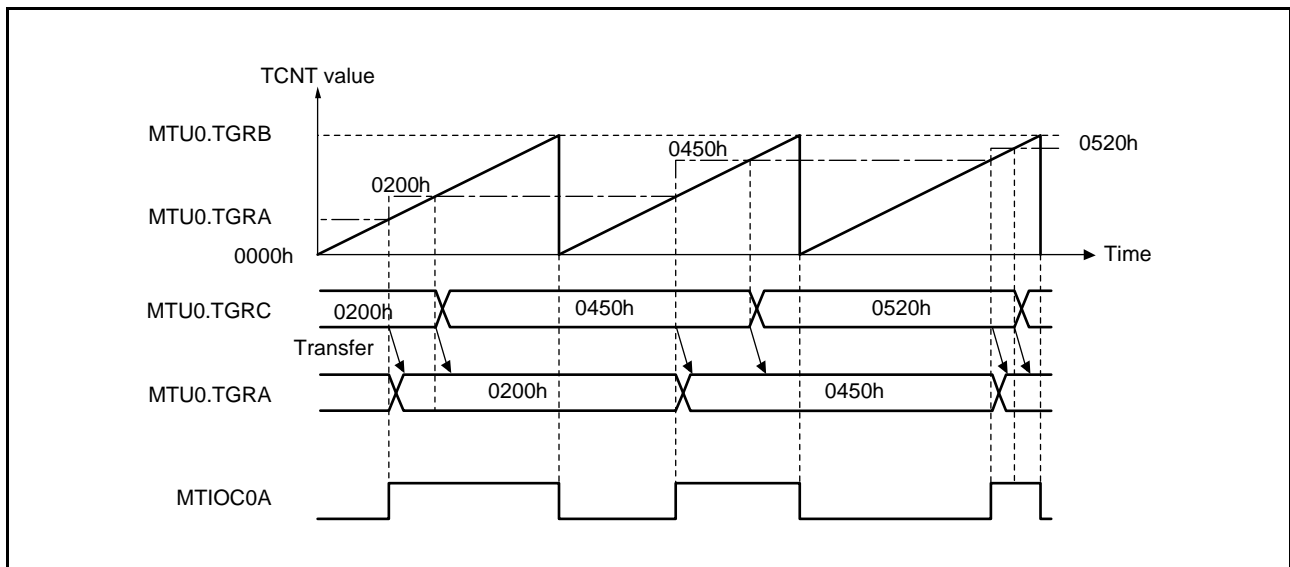 TCNT value
MTU0.TGRB
0520h
0450h
0200h
MTU0.TGRA
0000h
Time
MTU0.TGRC
0200h
0450h
0520h
Transfer
MTU0.TGRA
0200h
0450h
MTIOC0A